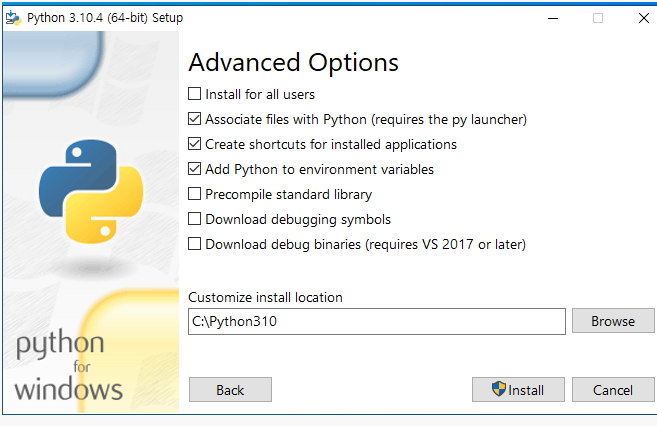 Python 3.10.4 (64-bit) Setup
Advanced Options
Install for all users
Associate files with Python (requires the py launcher)
Create shortcuts for installed applications
Add Python to environment variables
Precompile standard library
Download debugging symbols
Download debug binaries (requires VS 2017 or later)
Customize install location
C:\Python310
Browse
python
for
windows
Back
Install
Cancel